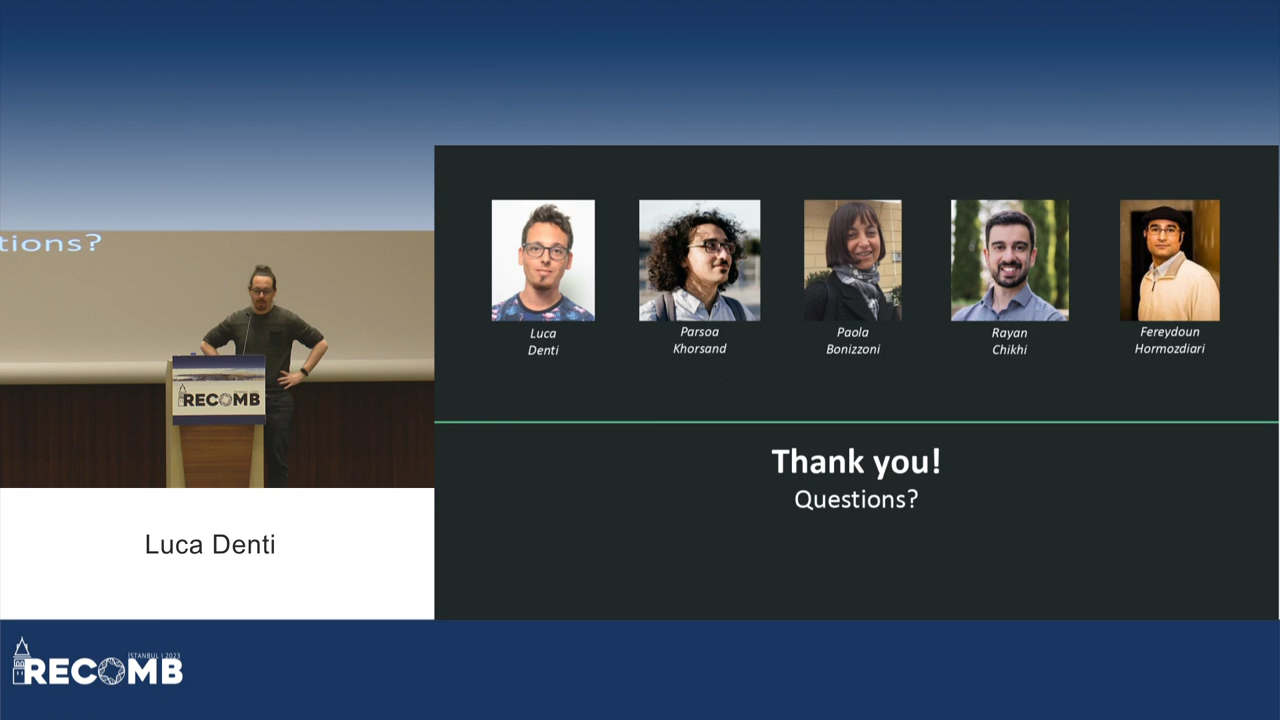 tions?
RECOMB
Luca Denti
İSTANBUL | 2023
RECOMB
Luca
Denti
Parsoa
Khorsand
Paola
Bonizzoni
Rayan
Chikhi
Fereydoun
Hormozdiari
Thank you!
Questions?